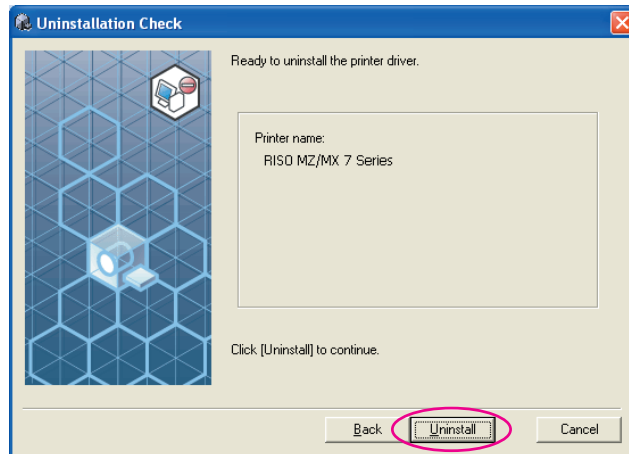 Uninstallation Check
Ready to uninstall the printer driver.
Printer name:
RISO MZ/MX 7 Series
Click [Uninstall] to continue.
Back Uninstall Cancel